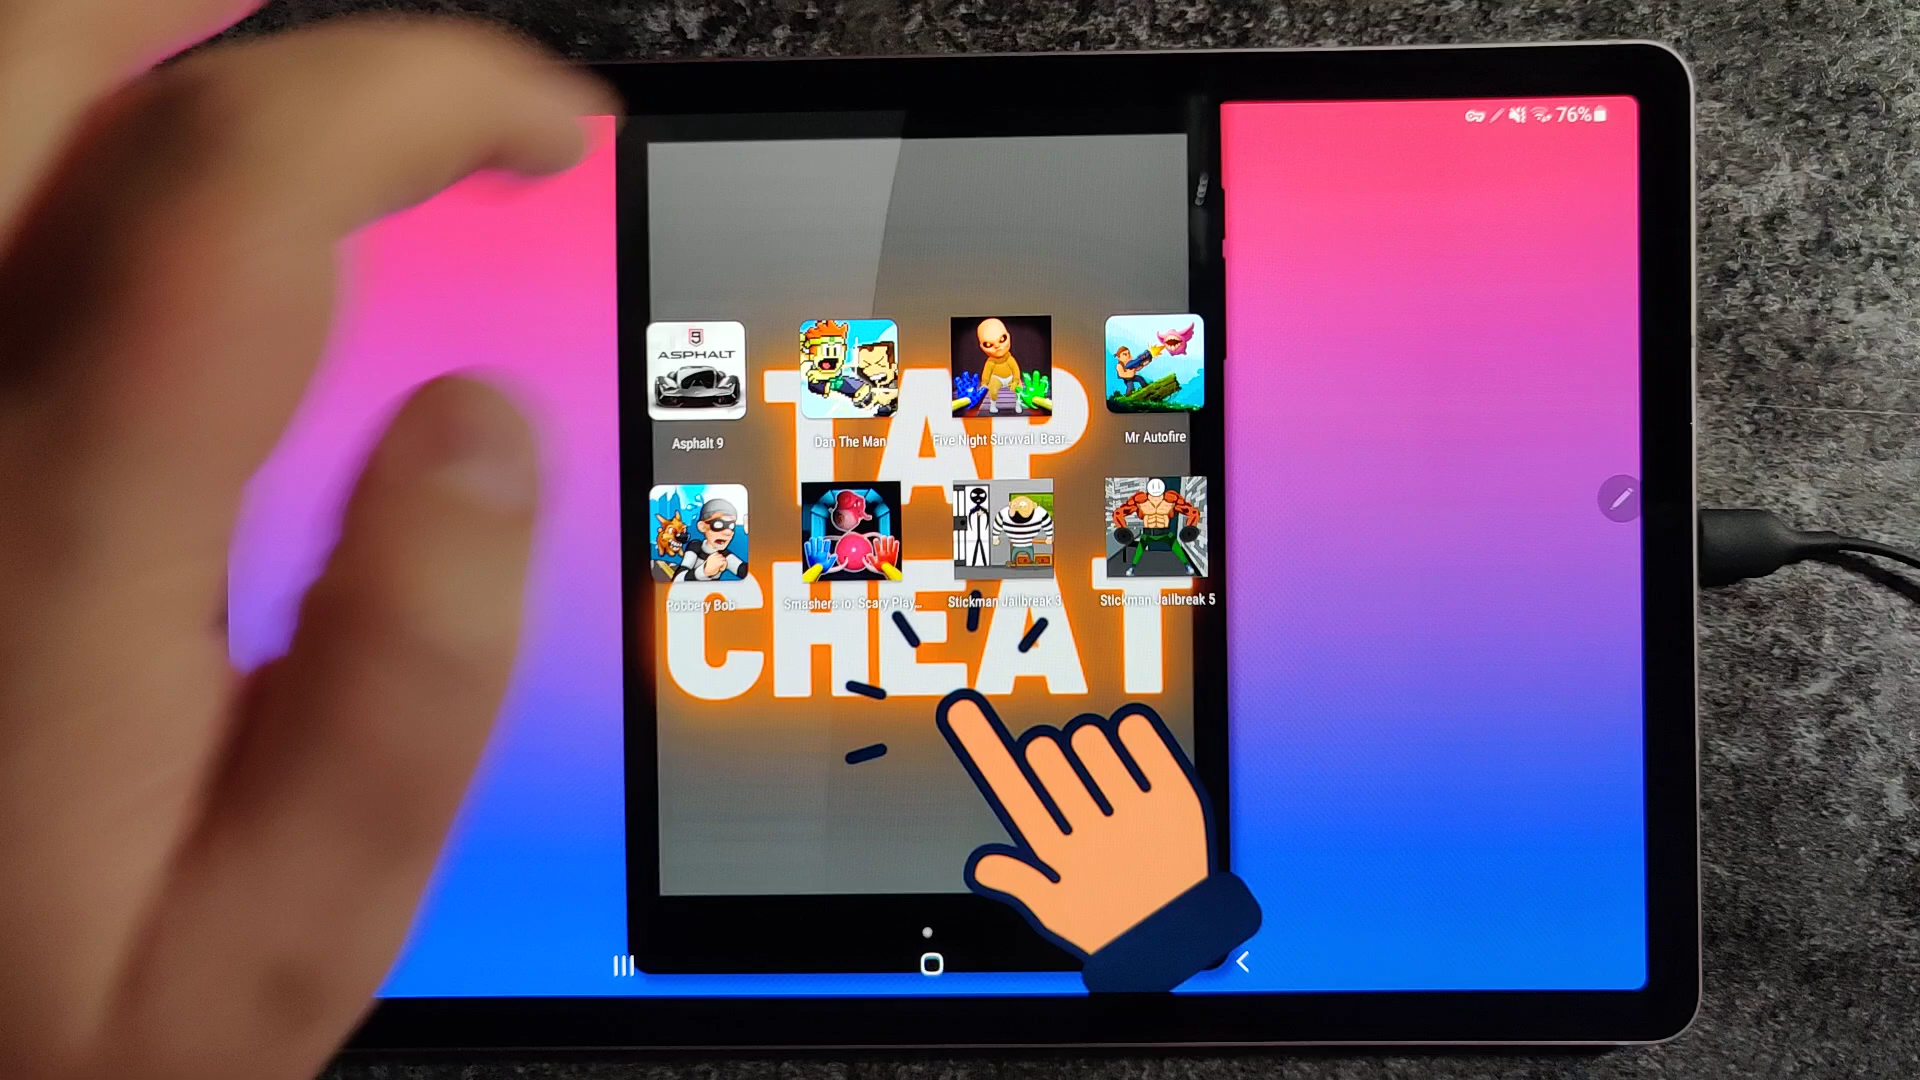 76%
9
ASPHALT
TAP
Asphalt 9
Dan The Man
Five Night Survival Bear...
Mr Autofire
CHEAT
Robbery Bob
Smashers io: Scary Play...
Stickman Jailbreak 3
Stickman Jailbreak 5